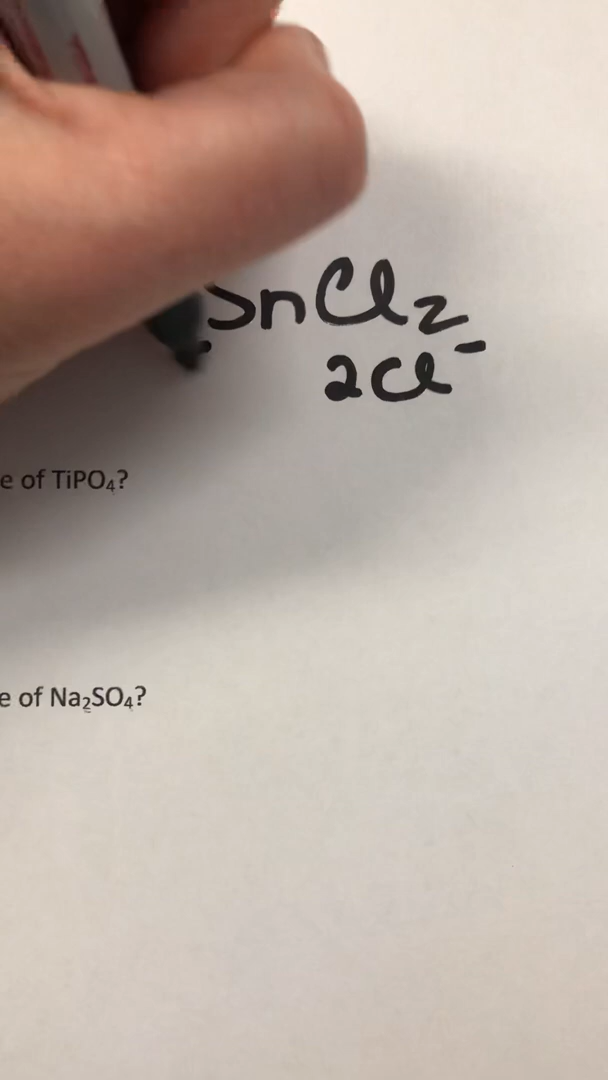 SnCl₂
2Cl⁻
e of TiPO₄?
e of Na₂SO₄?